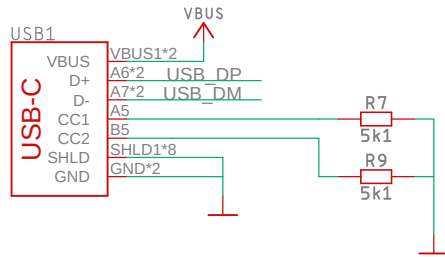 VBUS
USB1
USB-C
VBUS VBUS1*2
D+ A6*2 USB_DP
D- A7*2 USB_DM
CC1 A5
CC2 B5
SHLD SHLD1*8
GND GND*2
R7
5k1
R9
5k1